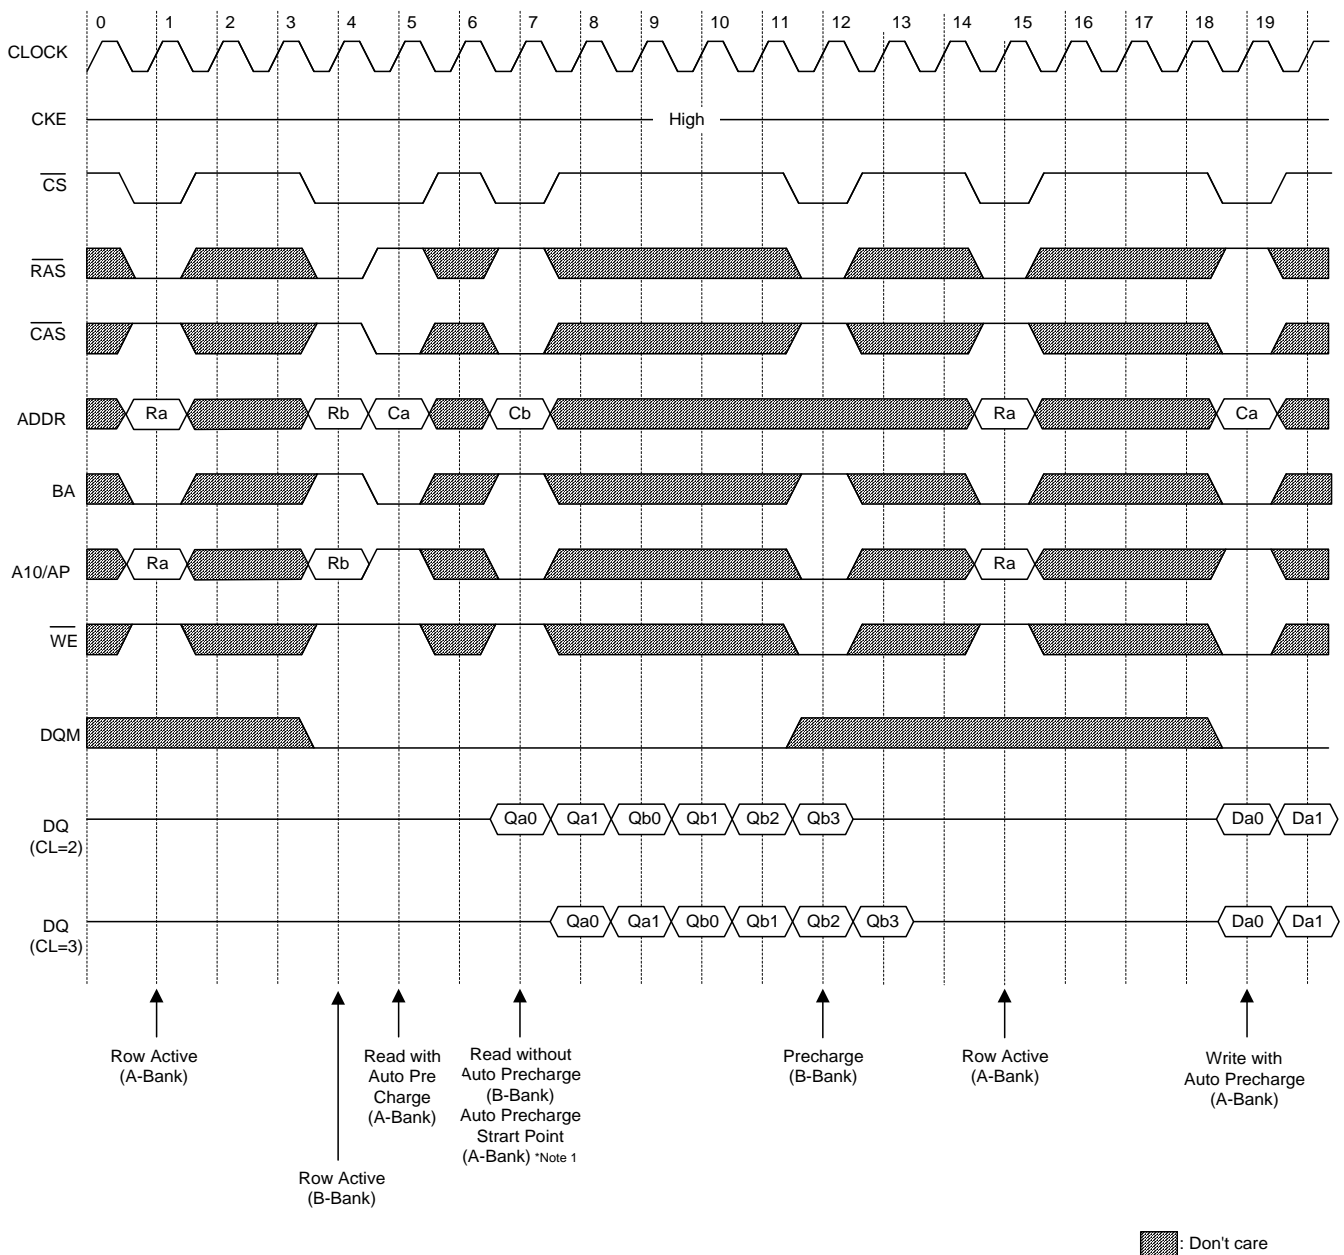 0 1 2 3 4 5 6 7 8 9 10 11 12 13 14 15 16 17 18 19
CLOCK
CKE High
CS
RAS
CAS
ADDR Ra Rb Ca Cb Ra Ca
BA
A10/AP Ra Rb Ra
WE
DQM
DQ Qa0 Qa1 Qb0 Qb1 Qb2 Qb3 Da0 Da1
(CL=2)
DQ Qa0 Qa1 Qb0 Qb1 Qb2 Qb3 Da0 Da1
(CL=3)
Row Active
(A-Bank)
Row Active
(B-Bank)
Read with
Auto Pre
Charge
(A-Bank)
Read without
Auto Precharge
(B-Bank)
Auto Precharge
Strart Point
(A-Bank) *Note 1
Precharge
(B-Bank)
Row Active
(A-Bank)
Write with
Auto Precharge
(A-Bank)
: Don't care